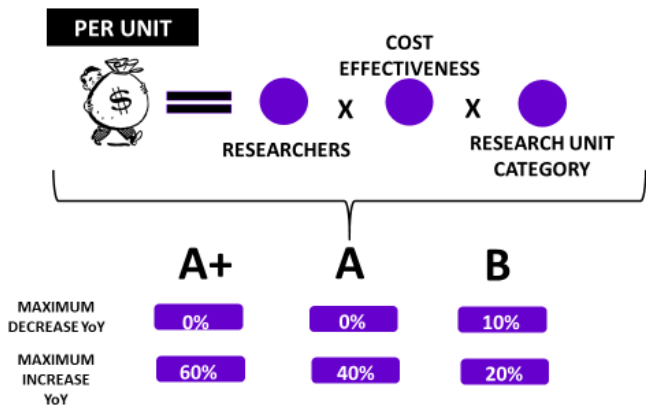 PER UNIT
$
COST
EFFECTIVENESS
X
X
RESEARCHERS
RESEARCH UNIT
CATEGORY
A+
A
B
MAXIMUM
DECREASE YoY
0%
0%
10%
MAXIMUM
INCREASE
YoY
60%
40%
20%